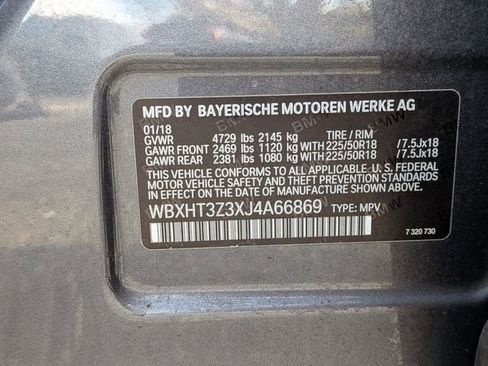 MFD BY BAYERISCHE MOTOREN WERKE AG
01/18
GVWR 4729 lbs 2145 kg TIRE / RIM
GAWR FRONT 2469 lbs 1120 kg WITH 225/50R18 /7.5Jx18
GAWR REAR 2381 lbs 1080 kg WITH 225/50R18 /7.5Jx18
THIS VEHICLE CONFORMS TO ALL APPLICABLE U. S. FEDERAL
MOTOR VEHICLE SAFETY, BUMPER, AND THEFT PREVENTION STANDARDS
IN EFFECT ON THE DATE OF MANUFACTURE SHOWN ABOVE.
WBXHT3Z3XJ4A66869 TYPE: MPV
7 320 730